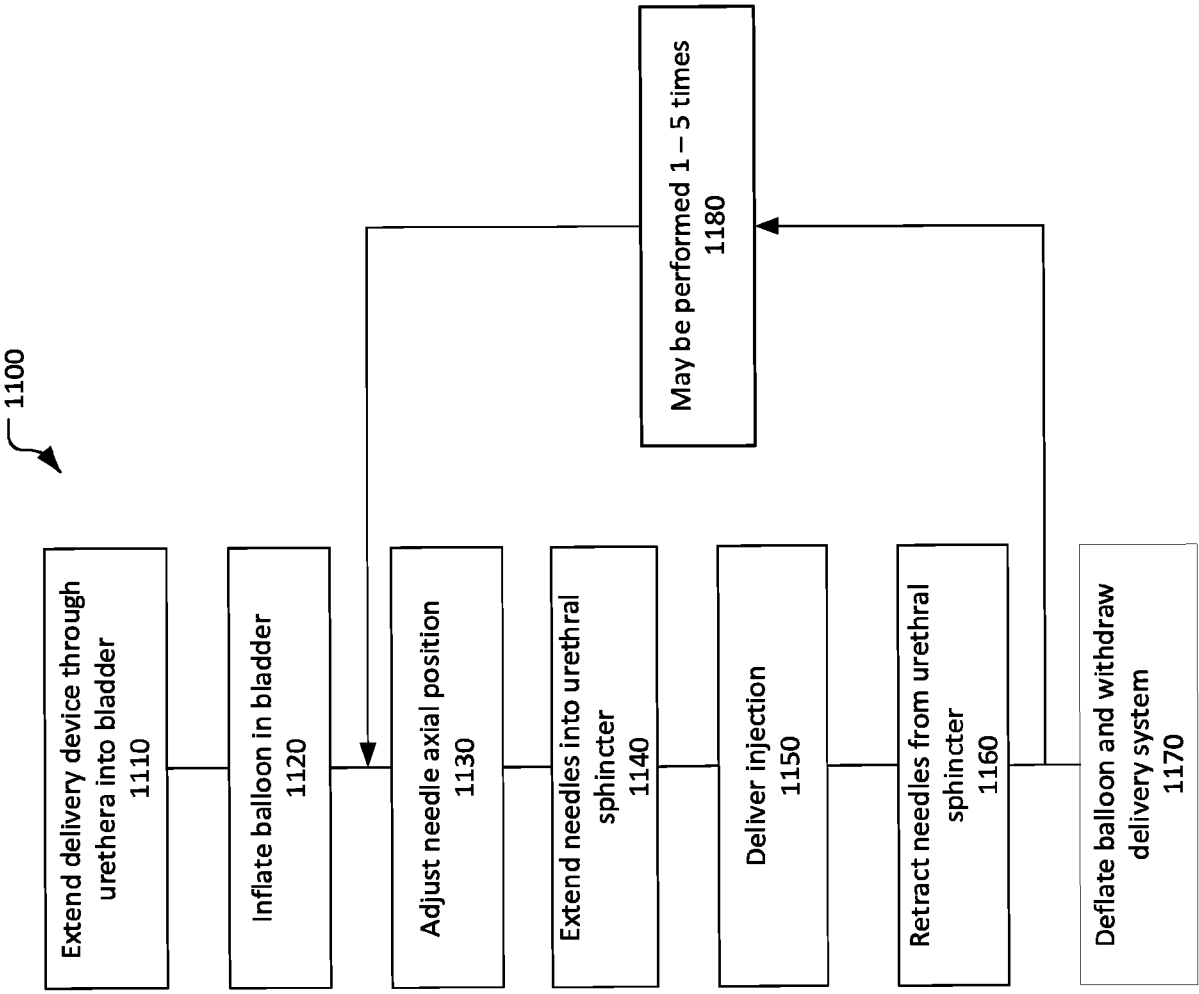 1100
Extend delivery device through
urethera into bladder
1110
Inflate balloon in bladder
1120
Adjust needle axial position
1130
Extend needles into urethral
sphincter
1140
Deliver injection
1150
Retract needles from urethral
sphincter
1160
Deflate balloon and withdraw
delivery system
1170
May be performed 1 – 5 times
1180